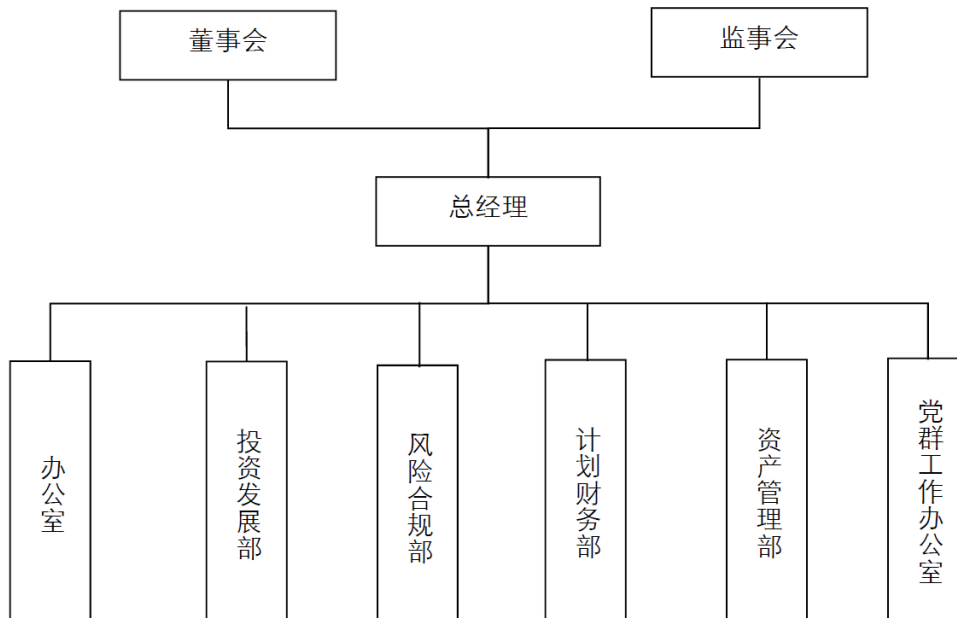 董事会
监事会
总经理
办公室
投资发展部
风险合规部
计划财务部
资产管理部
党群工作办公室